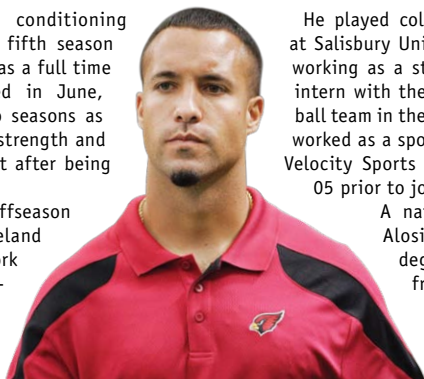 conditioning
fifth season
as a full time
ed in June,
o seasons as
strength and
t after being
ffseason
eland
rk
-
He played col
at Salisbury Uni
working as a st
intern with the
ball team in the
worked as a spo
Velocity Sports
05 prior to jo
A na
Alosi
deg
fr